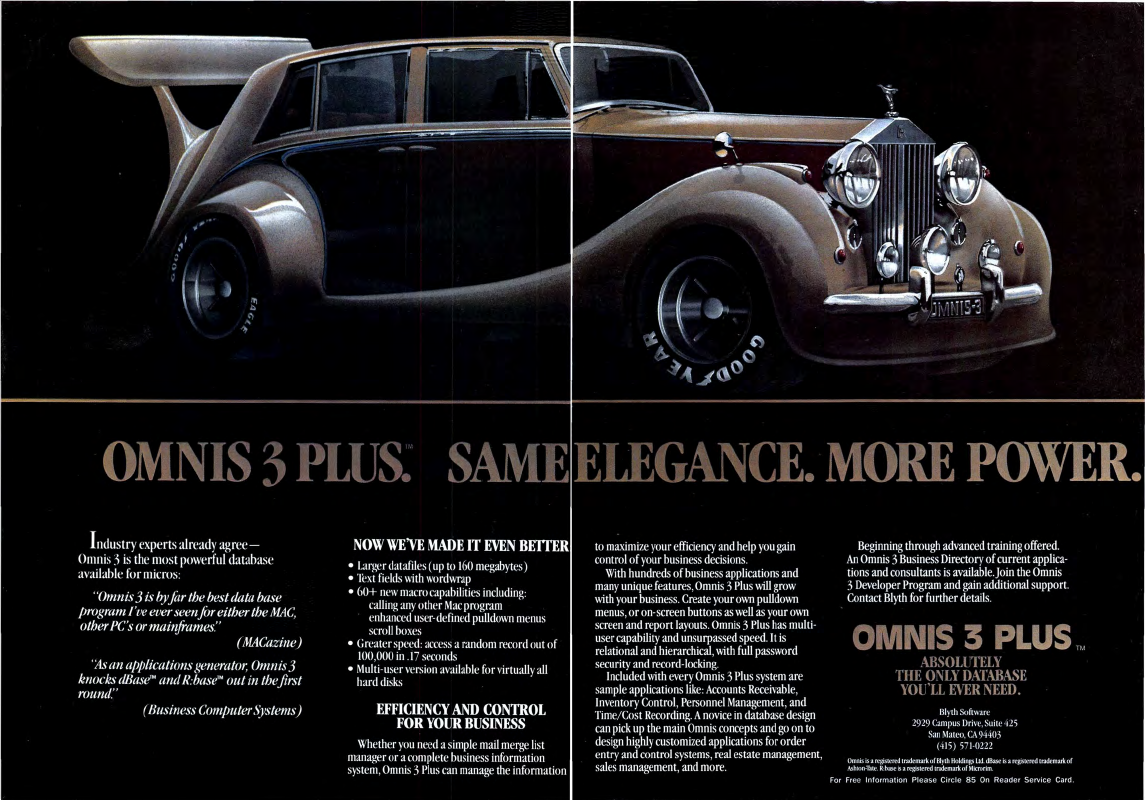 GOODYEAR
EAGLE
GOODYEAR
OMNIS-3
OMNIS 3 PLUS.™ SAME ELEGANCE. MORE POWER.
Industry experts already agree—
Omnis 3 is the most powerful database
available for micros:
"Omnis 3 is by far the best data base
program I've ever seen for either the MAC,
other PC's or mainframes."
(MACazine)
"As an applications generator, Omnis 3
knocks dBase™ and R:base™ out in the first
round."
(Business Computer Systems)
NOW WE'VE MADE IT EVEN BETTER
• Larger datafiles (up to 160 megabytes)
• Text fields with wordwrap
• 60+ new macro capabilities including:
calling any other Mac program
enhanced user-defined pulldown menus
scroll boxes
• Greater speed: access a random record out of
100,000 in .17 seconds
• Multi-user version available for virtually all
hard disks
EFFICIENCY AND CONTROL
FOR YOUR BUSINESS
Whether you need a simple mail merge list
manager or a complete business information
system, Omnis 3 Plus can manage the information
to maximize your efficiency and help you gain
control of your business decisions.
With hundreds of business applications and
many unique features, Omnis 3 Plus will grow
with your business. Create your own pulldown
menus, or on-screen buttons as well as your own
screen and report layouts. Omnis 3 Plus has multi-
user capability and unsurpassed speed. It is
relational and hierarchical, with full password
security and record-locking.
Included with every Omnis 3 Plus system are
sample applications like: Accounts Receivable,
Inventory Control, Personnel Management, and
Time/Cost Recording. A novice in database design
can pick up the main Omnis concepts and go on to
design highly customized applications for order
entry and control systems, real estate management,
sales management, and more.
Beginning through advanced training offered.
An Omnis 3 Business Directory of current applica-
tions and consultants is available. Join the Omnis
3 Developer Program and gain additional support.
Contact Blyth for further details.
OMNIS 3 PLUS™
ABSOLUTELY
THE ONLY DATABASE
YOU'LL EVER NEED.
Blyth Software
2929 Campus Drive, Suite 425
San Mateo, CA 94403
(415) 571-0222
Omnis is a registered trademark of Blyth Holdings Ltd. dBase is a registered trademark of
Ashton-Tate. R:base is a registered trademark of Microrim.
For Free Information Please Circle 85 On Reader Service Card.